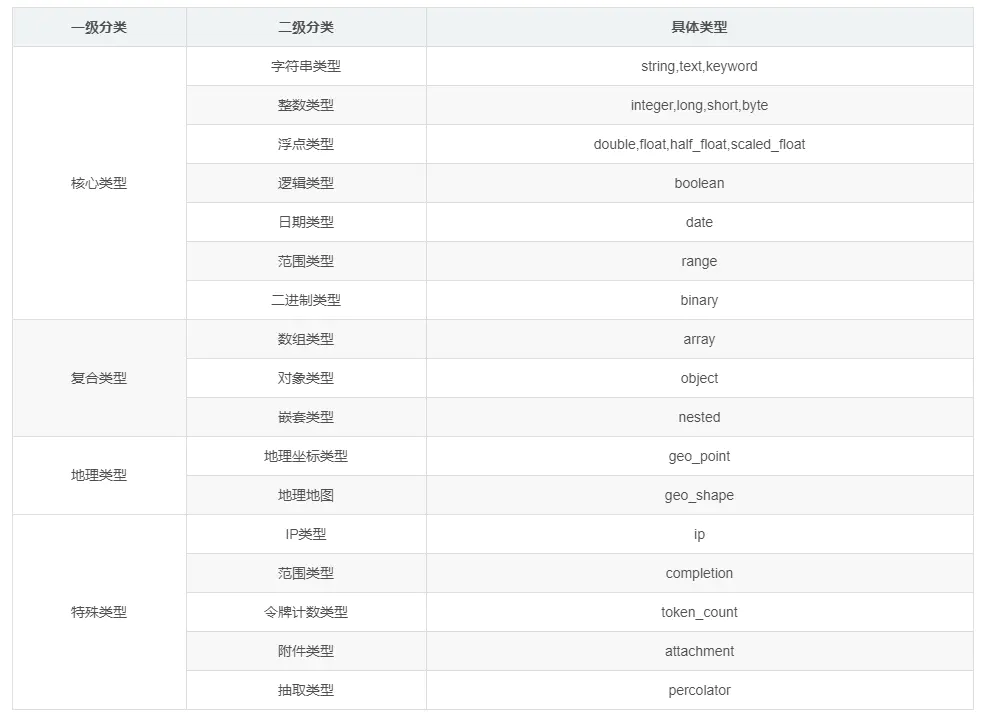 一级分类 二级分类 具体类型
核心类型 字符串类型 string,text,keyword
整数类型 integer,long,short,byte
浮点类型 double,float,half_float,scaled_float
逻辑类型 boolean
日期类型 date
范围类型 range
二进制类型 binary
复合类型 数组类型 array
对象类型 object
嵌套类型 nested
地理类型 地理坐标类型 geo_point
地理地图 geo_shape
特殊类型 IP类型 ip
范围类型 completion
令牌计数类型 token_count
附件类型 attachment
抽取类型 percolator